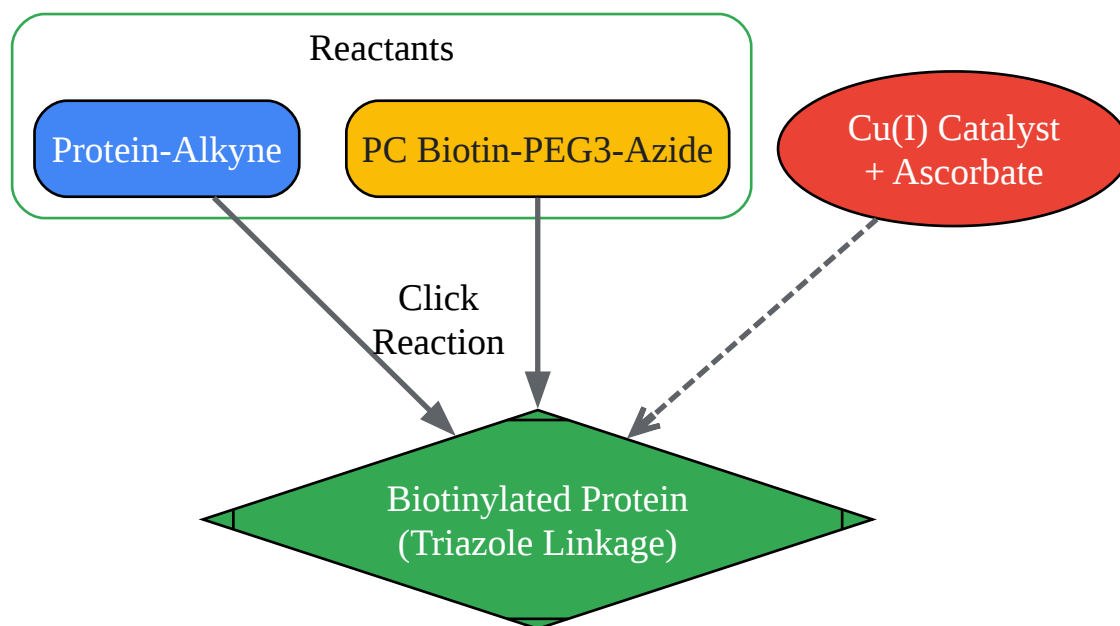 Reactants
Protein-Alkyne
PC Biotin-PEG3-Azide
Cu(I) Catalyst
+ Ascorbate
Click
Reaction
Biotinylated Protein
(Triazole Linkage)